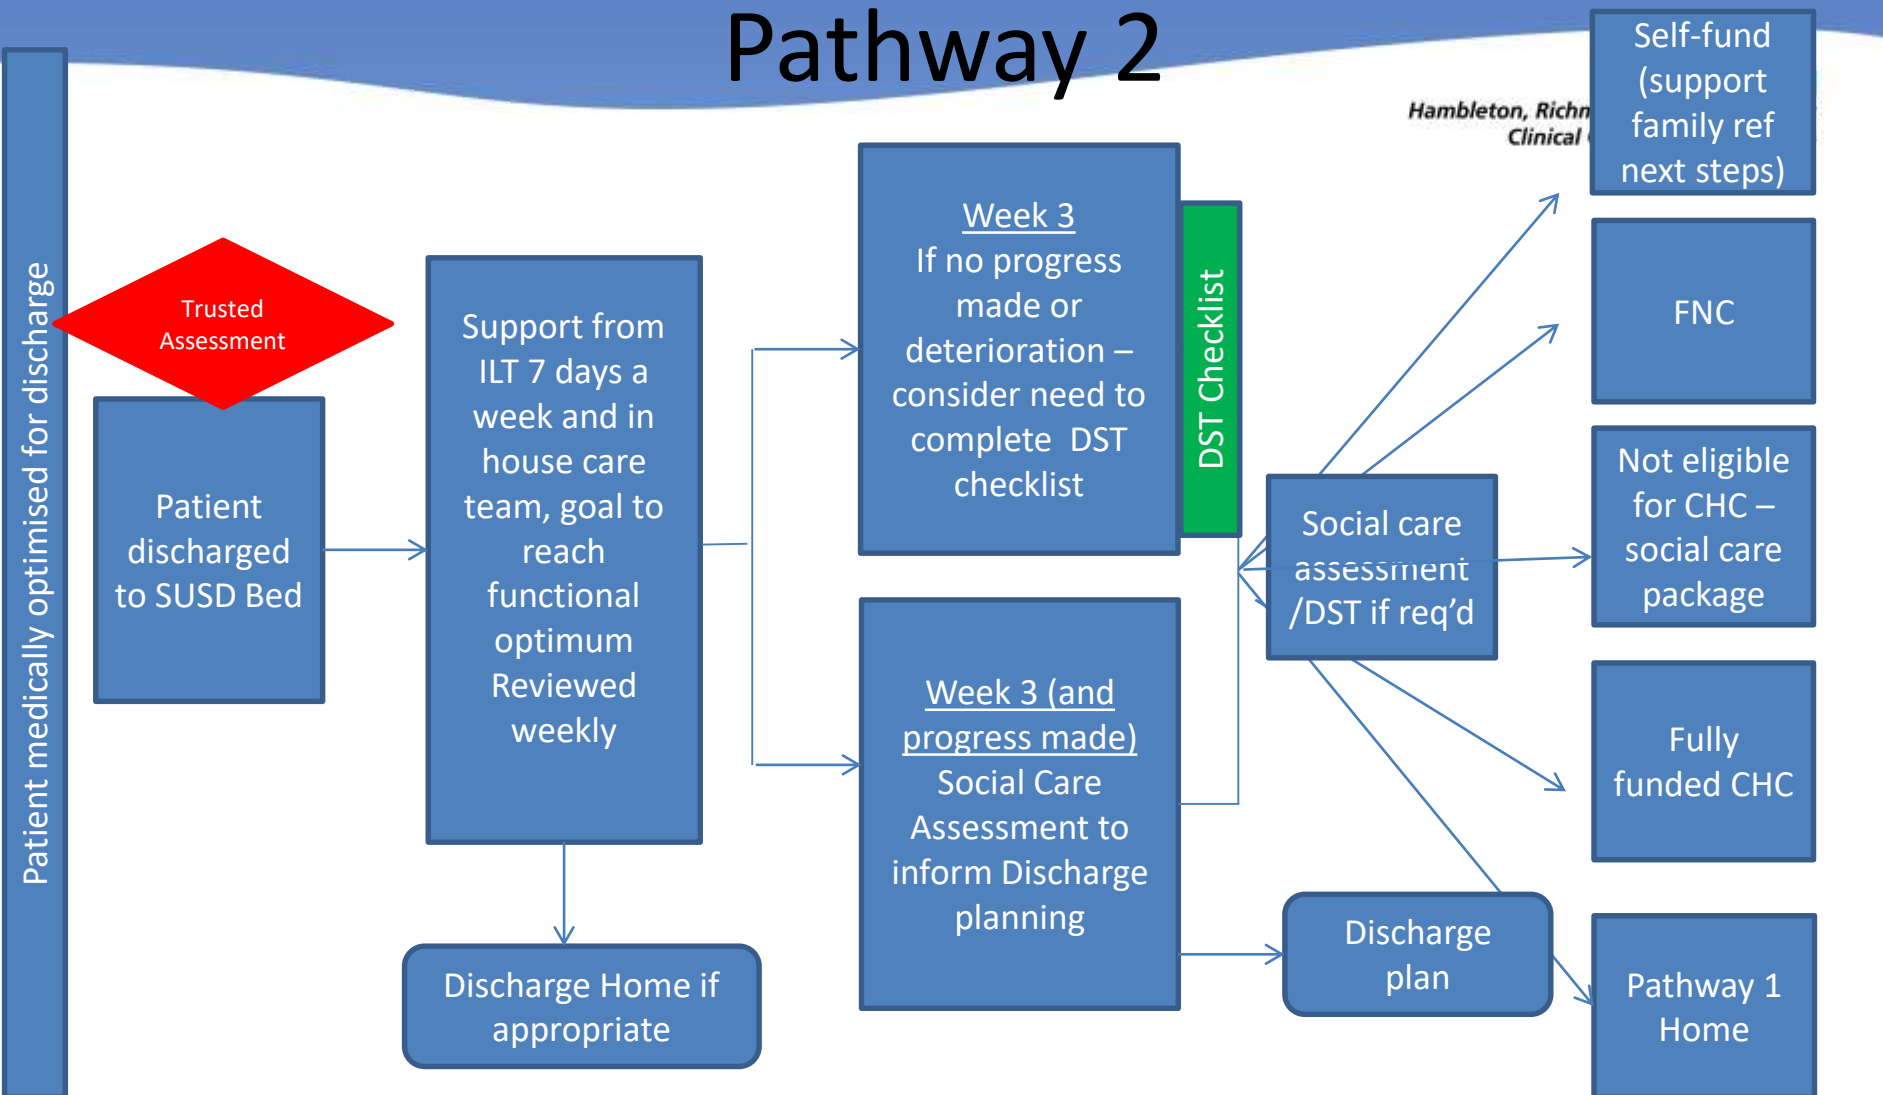 Pathway 2
Hambleton, Richm
Clinical
Patient medically optimised for discharge
Trusted
Assessment
Patient
discharged
to SUSD Bed
Support from
ILT 7 days a
week and in
house care
team, goal to
reach
functional
optimum
Reviewed
weekly
Discharge Home if
appropriate
Week 3
If no progress
made or
deterioration –
consider need to
complete DST
checklist
DST Checklist
Week 3 (and
progress made)
Social Care
Assessment to
inform Discharge
planning
Social care
assessment
/DST if req’d
Discharge
plan
Self-fund
(support
family ref
next steps)
FNC
Not eligible
for CHC –
social care
package
Fully
funded CHC
Pathway 1
Home